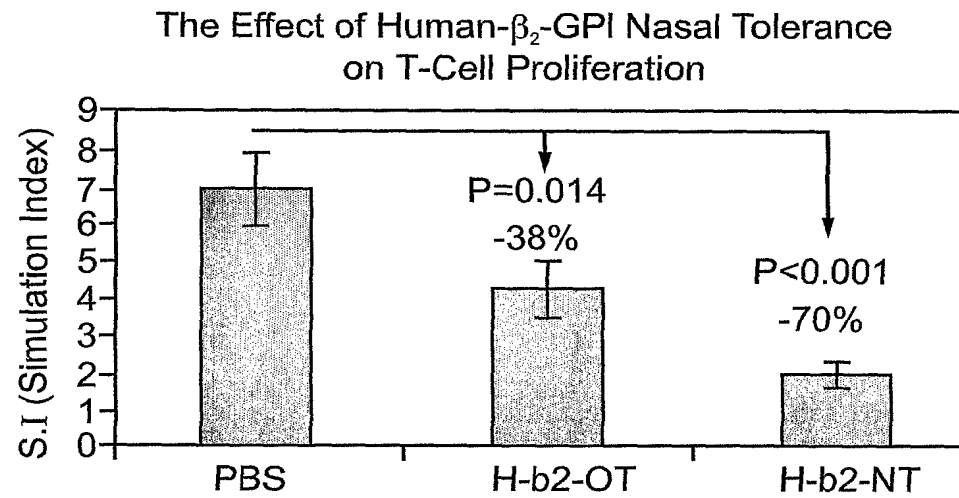 The Effect of Human-β₂-GPI Nasal Tolerance
on T-Cell Proliferation
S.I (Simulation Index)
9
8
7
6
5
4
3
2
1
0
P=0.014
-38%
P<0.001
-70%
PBS
H-b2-OT
H-b2-NT